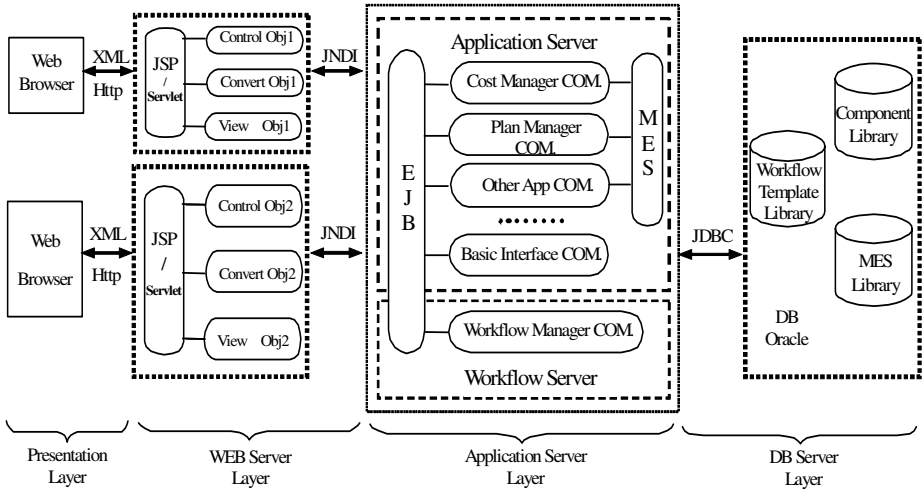 Web
Browser
XML
Http
JSP
/
Servlet
Control Obj1
Convert Obj1
View Obj1
JNDI
Web
Browser
XML
Http
JSP
/
Servlet
Control Obj2
Convert Obj2
View Obj2
JNDI
Application Server
EJB
Cost Manager COM.
Plan Manager
COM.
Other App COM.
Basic Interface COM.
MES
Workflow Manager COM.
Workflow Server
JDBC
Component
Library
Workflow
Template
Library
MES
Library
DB
Oracle
Presentation
Layer
WEB Server
Layer
Application Server
Layer
DB Server
Layer